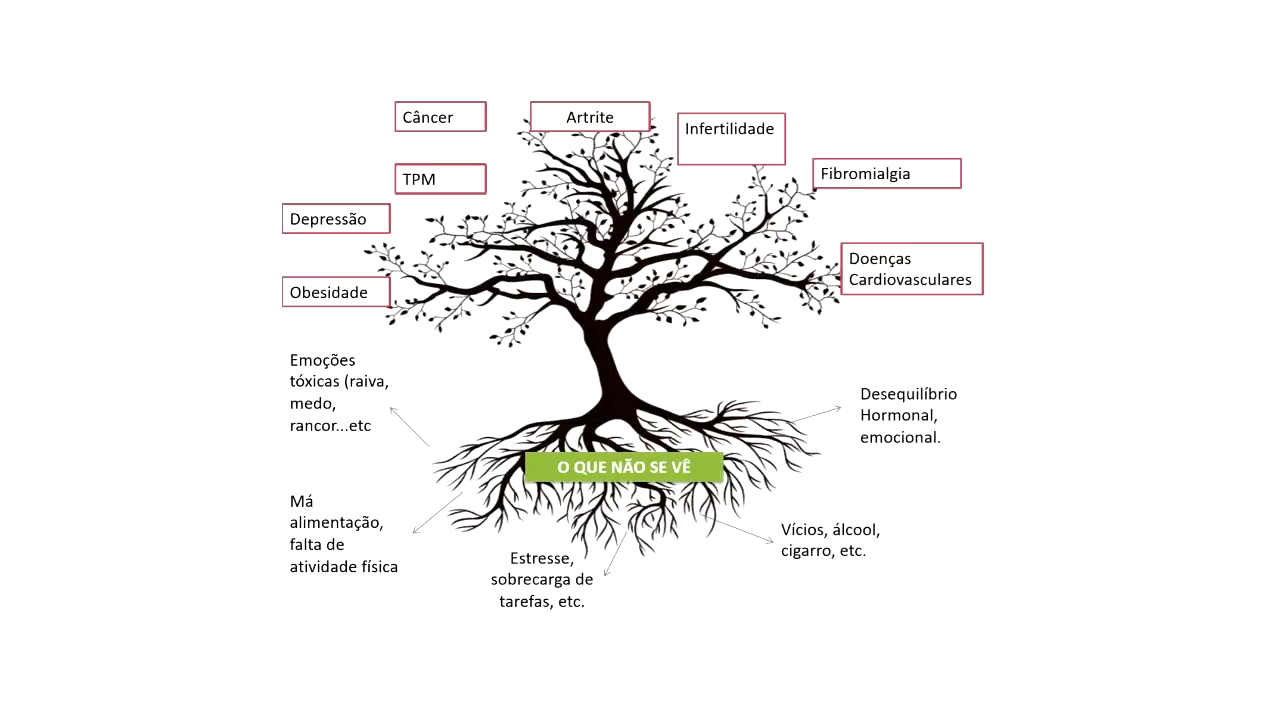 Câncer
Artrite
Infertilidade
TPM
Fibromialgia
Depressão
Doenças
Cardiovasculares
Obesidade
Emoções
tóxicas (raiva,
medo,
rancor...etc
Desequilíbrio
Hormonal,
emocional.
O QUE NÃO SE VÊ
Má
alimentação,
falta de
atividade física
Vícios, álcool,
cigarro, etc.
Estresse,
sobrecarga de
tarefas, etc.